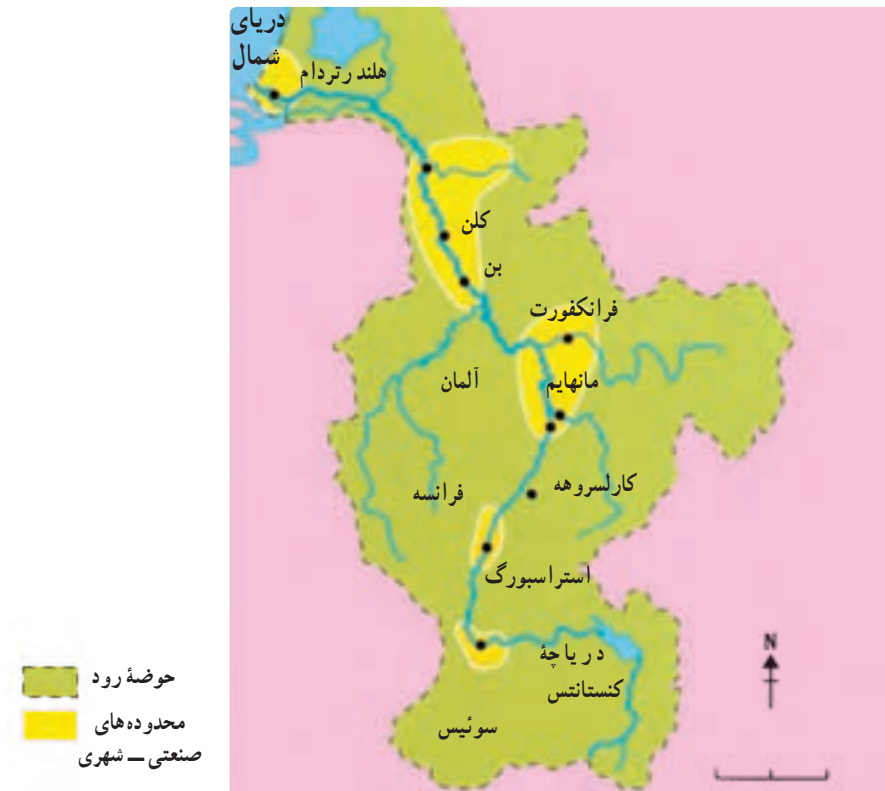 دریای
شمال
هلند رتردام
کلن
بن
فرانکفورت
آلمان
مانهایم
کارلسروهه
فرانسه
استراسبورگ
دریاچهٔ
کنستانتس
سوئیس
N
حوضهٔ رود
محدوده‌های
صنعتی – شهری